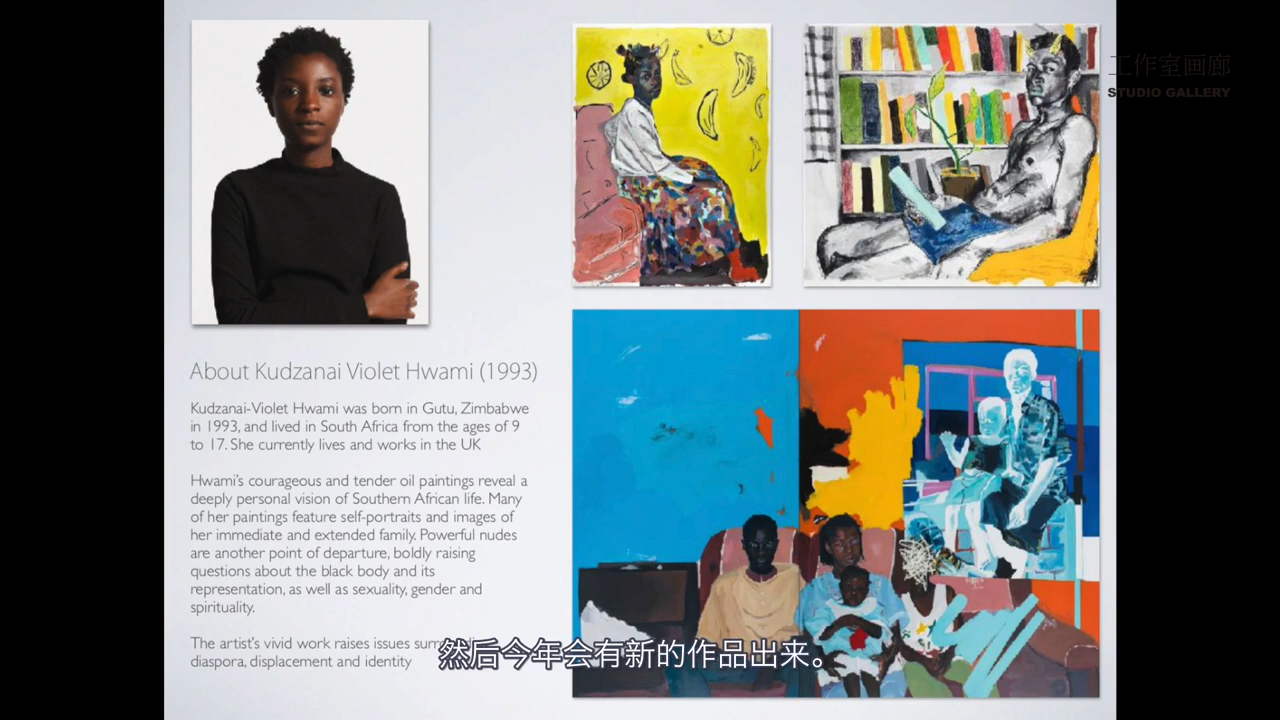 工作室画廊
STUDIO GALLERY
About Kudzanai Violet Hwami (1993)
Kudzanai-Violet Hwami was born in Gutu, Zimbabwe
in 1993, and lived in South Africa from the ages of 9
to 17. She currently lives and works in the UK
Hwami's courageous and tender oil paintings reveal a
deeply personal vision of Southern African life. Many
of her paintings feature self-portraits and images of
her immediate and extended family. Powerful nudes
are another point of departure, boldly raising
questions about the black body and its
representation, as well as sexuality, gender and
spirituality.
The artist's vivid work raises issues
diaspora, displacement and identity
然后今年会有新的作品出来。